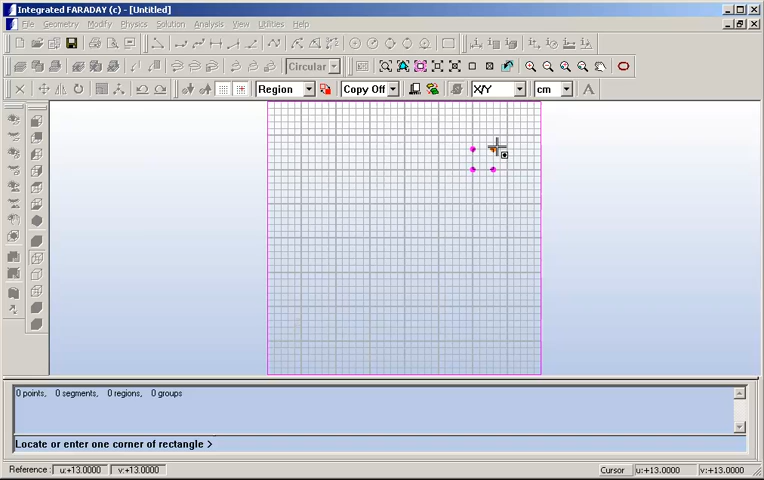 Integrated FARADAY (c) - [Untitled]
File Geometry Modify Physics Solution Analysis View Utilities Help
Circular
Region Copy Off X/Y cm A
0 points, 0 segments, 0 regions, 0 groups
Locate or enter one corner of rectangle >
Reference : u:+13.0000 v:+13.0000 Cursor u:+13.0000 v:+13.0000